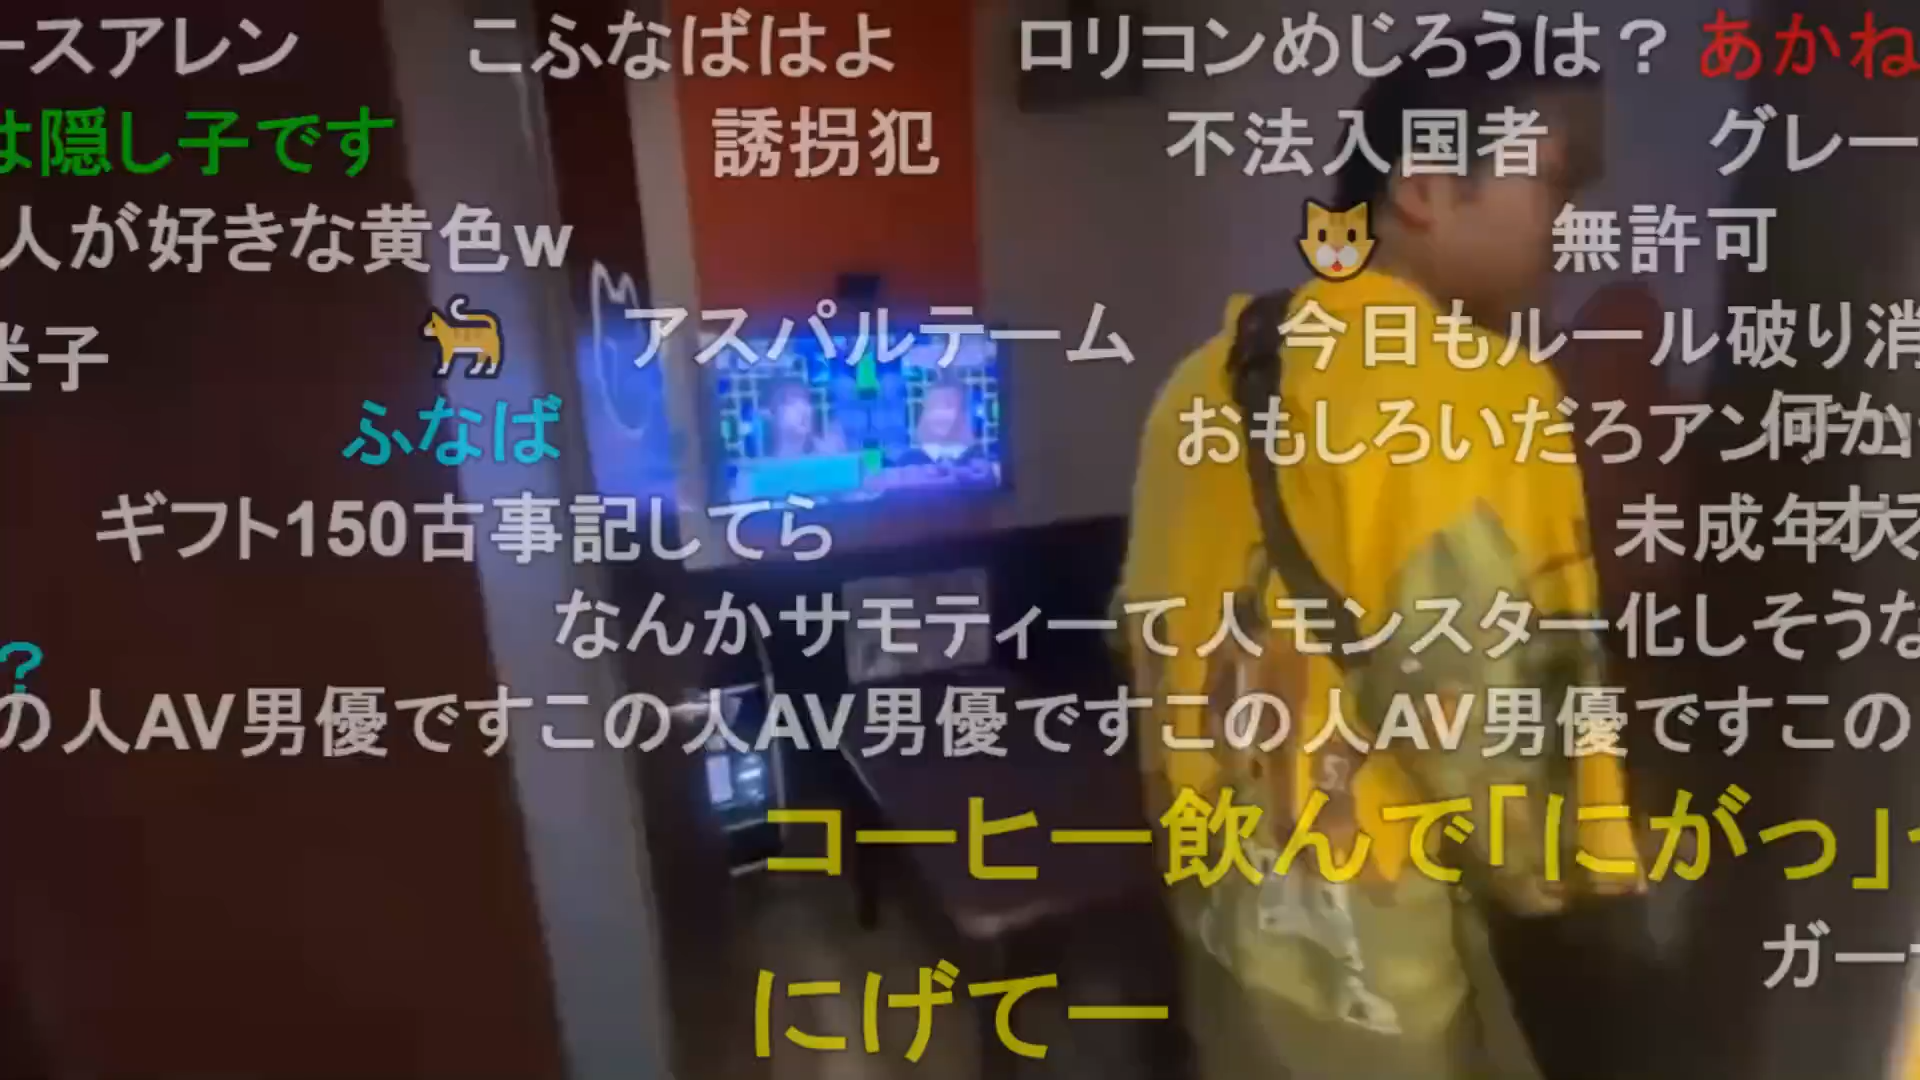 ースアレン
こふなばはよ
ロリコンめじろうは？
あかね
は隠し子です
誘拐犯
不法入国者
グレー
人が好きな黄色w
無許可
迷子
アスパルテーム
今日もルール破り消
ふなば
おもしろいだろアンチ
何か
ギフト150古事記してら
未成年
なんかサモティーて人モンスター化しそうな
？
の人AV男優ですこの人AV男優ですこの人AV男優ですこの
コーヒー飲んで「にがっ」
ガー
にげてー